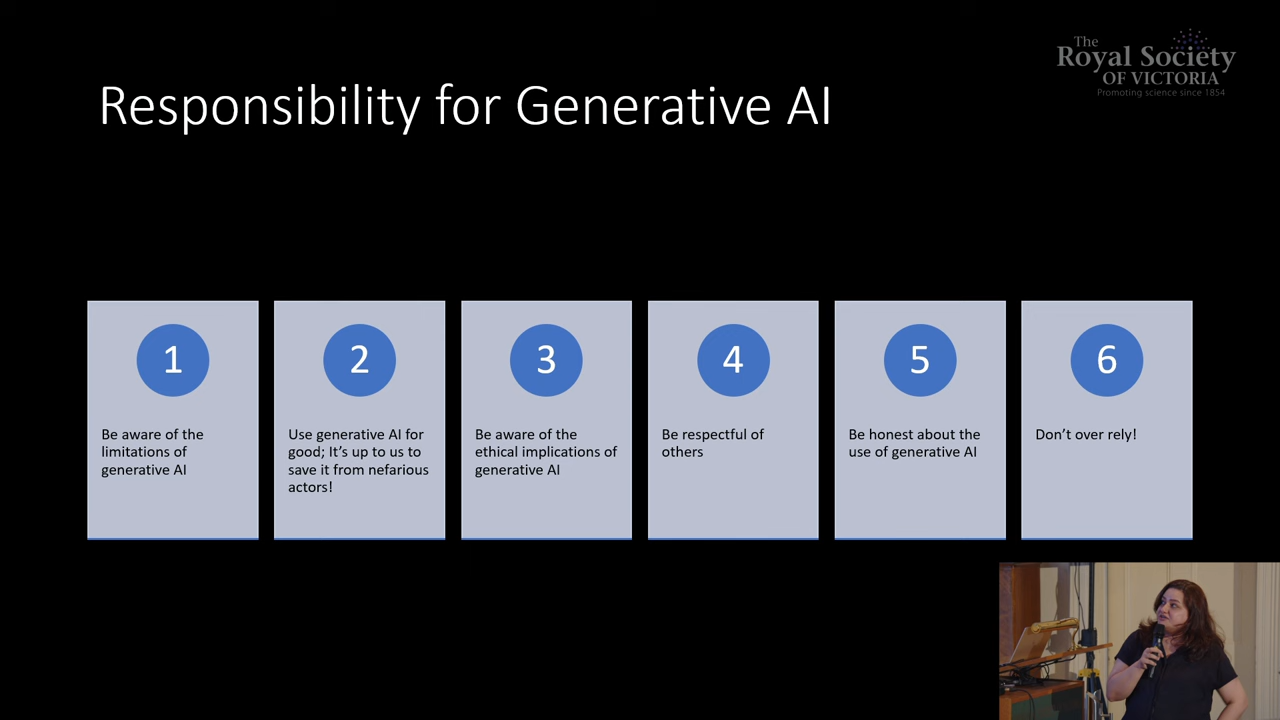 The
Royal Society
OF VICTORIA
Promoting science since 1854
Responsibility for Generative AI
1
Be aware of the
limitations of
generative AI
2
Use generative AI for
good; It’s up to us to
save it from nefarious
actors!
3
Be aware of the
ethical implications of
generative AI
4
Be respectful of
others
5
Be honest about the
use of generative AI
6
Don’t over rely!